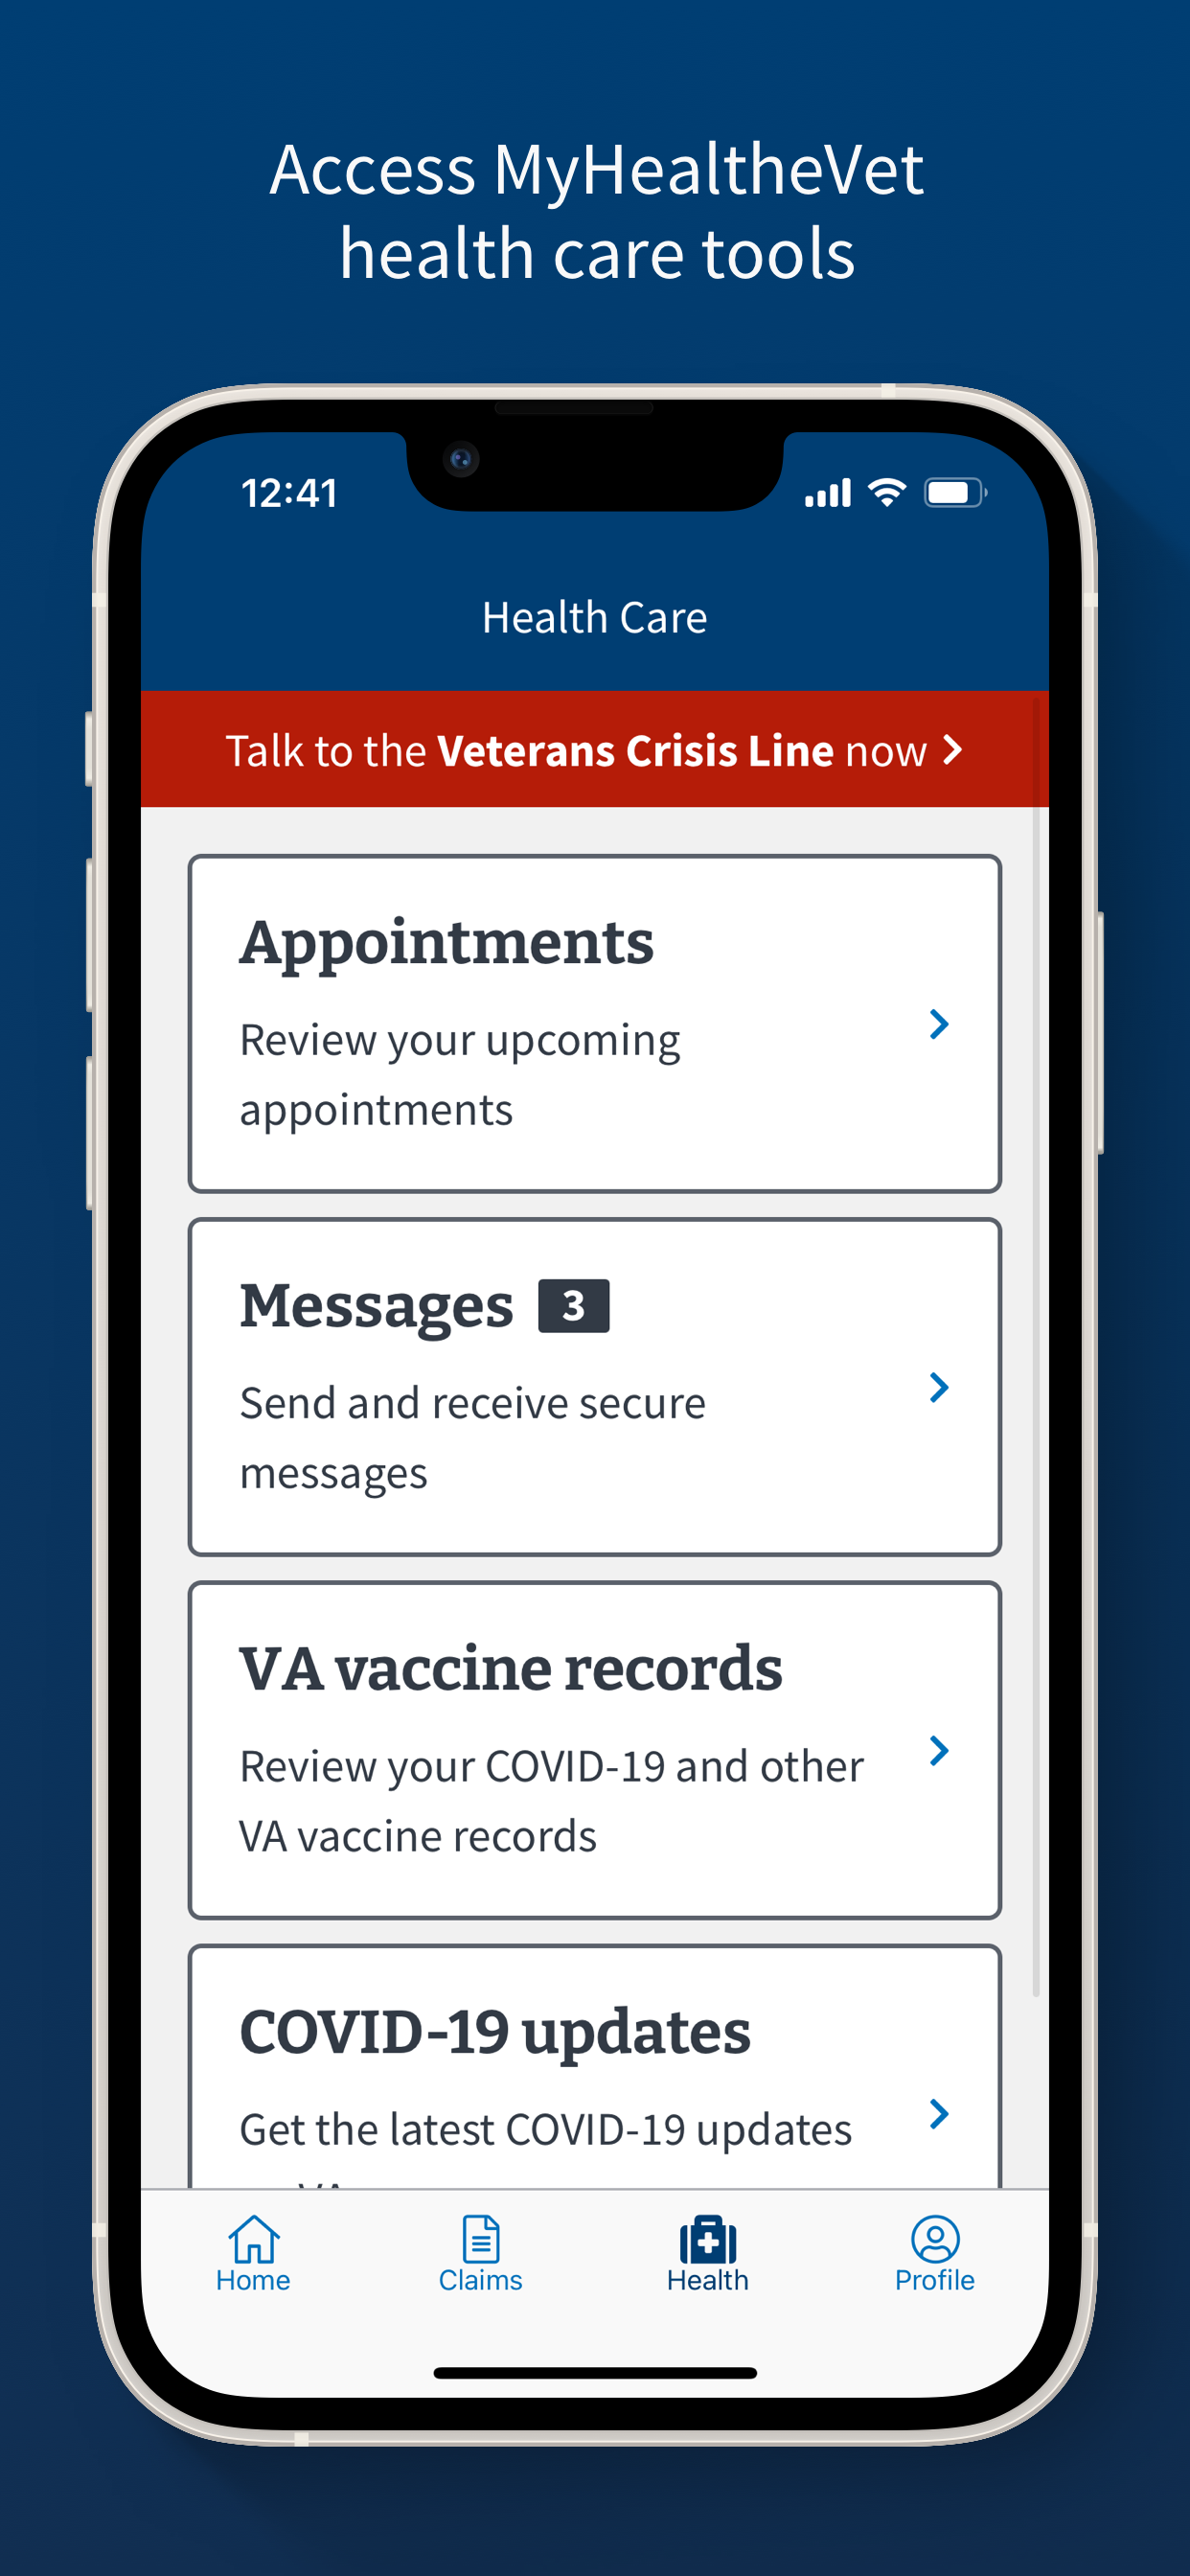 Access MyHealtheVet
health care tools
12:41
Health Care
Talk to the Veterans Crisis Line now
Appointments
Review your upcoming
appointments
Messages 3
Send and receive secure
messages
VA vaccine records
Review your COVID-19 and other
VA vaccine records
COVID-19 updates
Get the latest COVID-19 updates
VA
Home Claims Health Profile